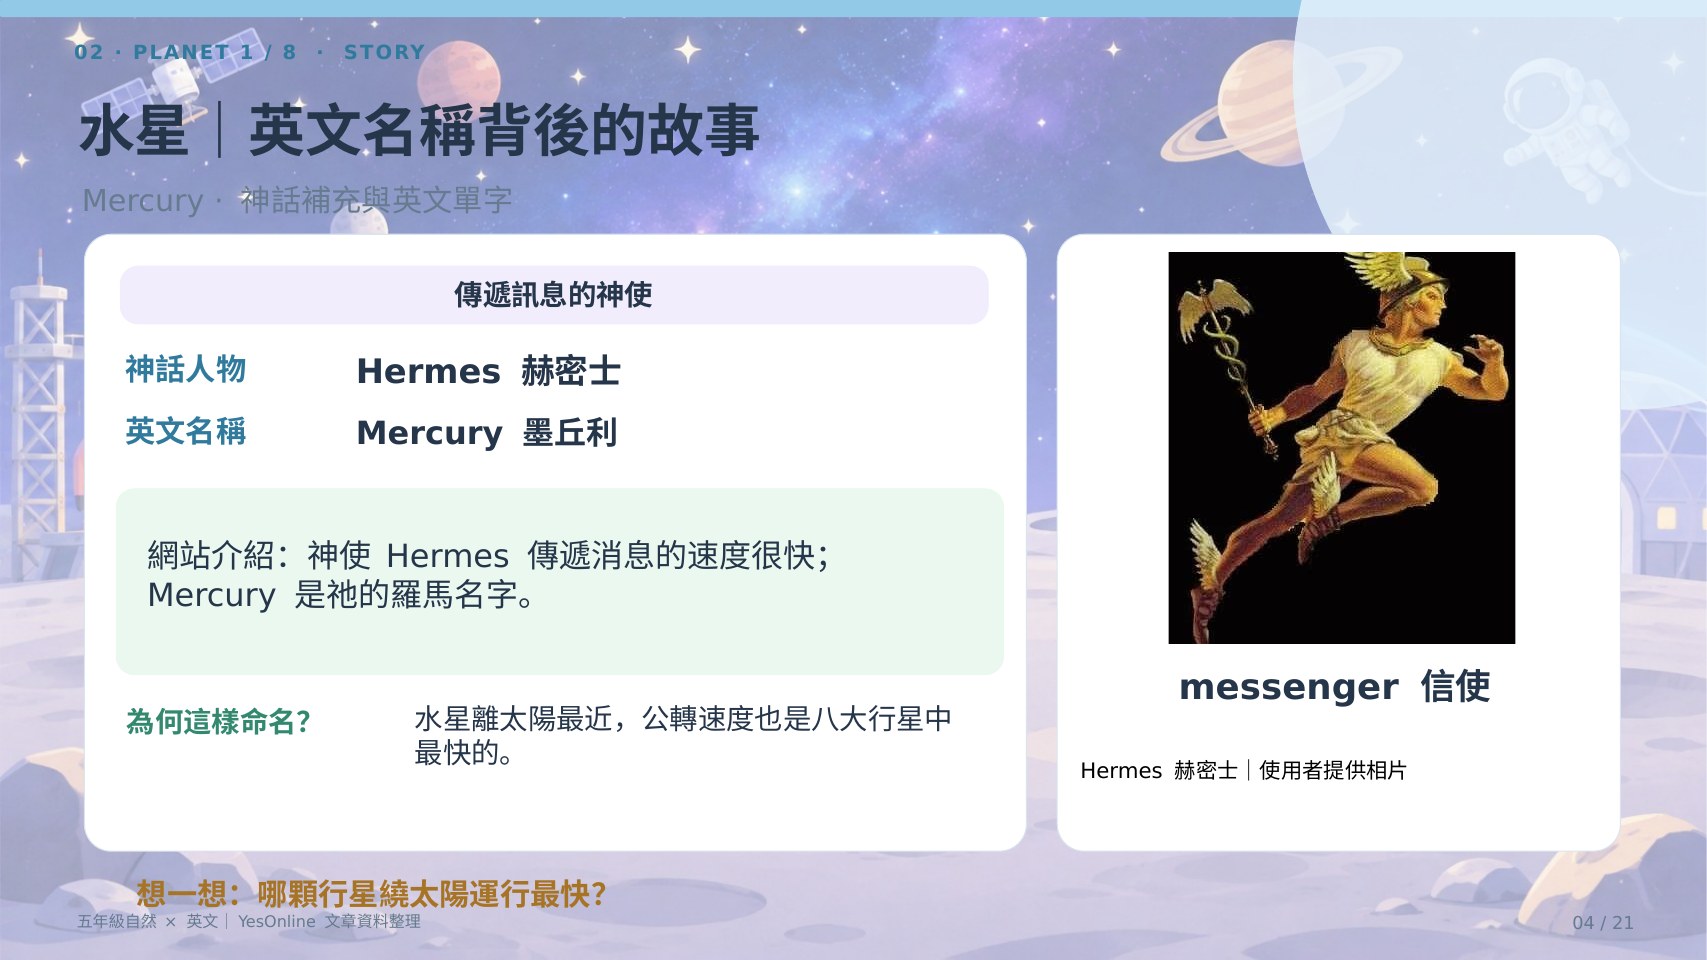 02 · PLANET 1 / 8 · STORY
水星｜英文名稱背後的故事
Mercury · 神話補充與英文單字
傳遞訊息的神使
神話人物 Hermes 赫密士
英文名稱 Mercury 墨丘利
網站介紹：神使 Hermes 傳遞消息的速度很快；
Mercury 是祂的羅馬名字。
為何這樣命名？ 水星離太陽最近，公轉速度也是八大行星中
最快的。
messenger 信使
Hermes 赫密士｜使用者提供相片
想一想：哪顆行星繞太陽運行最快？
五年級自然 × 英文｜YesOnline 文章資料整理
04 / 21